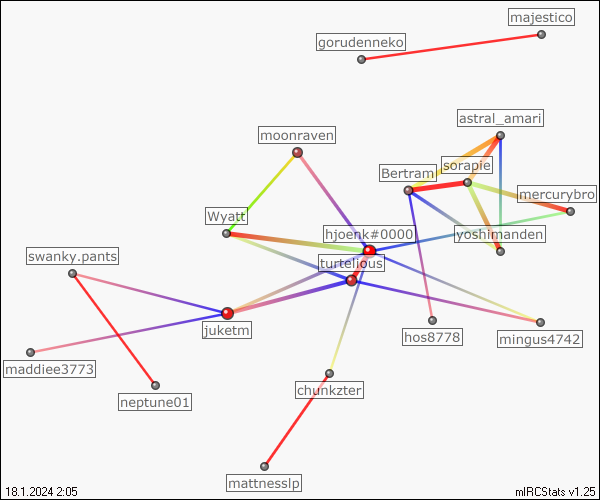 majestico
gorudenneko
astral_amari
moonraven
sorapie
Bertram
mercurybro
Wyatt
hjoenk#0000
yoshimanden
swanky.pants
turtelious
juketm
hos8778
mingus4742
maddiee3773
chunkzter
neptune01
mattnesslp
18.1.2024 2:05
mIRCStats v1.25